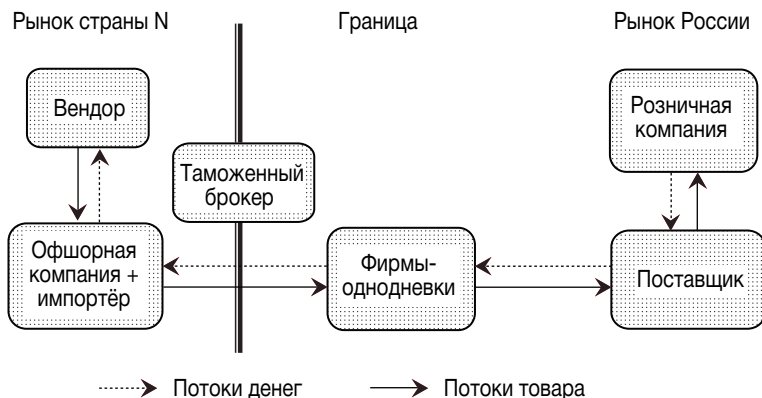 Рынок страны N
Граница
Рынок России
Вендор
Розничная
компания
Таможенный
брокер
Офшорная
компания +
импортёр
Фирмы-
однодневки
Поставщик
Потоки денег
Потоки товара